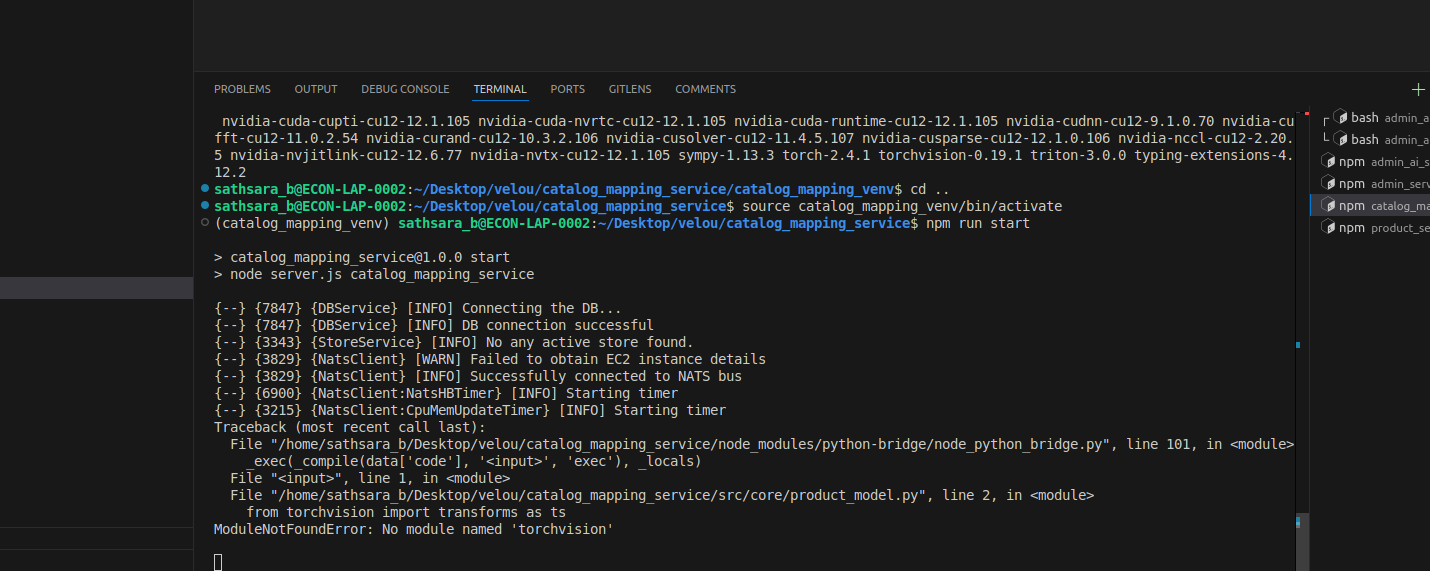 PROBLEMS OUTPUT DEBUG CONSOLE TERMINAL PORTS GITLENS COMMENTS
nvidia-cuda-cupti-cu12-12.1.105 nvidia-cuda-nvrtc-cu12-12.1.105 nvidia-cuda-runtime-cu12-12.1.105 nvidia-cudnn-cu12-9.1.0.70 nvidia-cu
fft-cu12-11.0.2.54 nvidia-curand-cu12-10.3.2.106 nvidia-cusolver-cu12-11.4.5.107 nvidia-cusparse-cu12-12.1.0.106 nvidia-nccl-cu12-2.20.
5 nvidia-nvjitlink-cu12-12.6.77 nvidia-nvtx-cu12-12.1.105 sympy-1.13.3 torch-2.4.1 torchvision-0.19.1 triton-3.0.0 typing-extensions-4.
12.2
sathsara_b@ECON-LAP-0002:~/Desktop/velou/catalog_mapping_service/catalog_mapping_venv$ cd ..
sathsara_b@ECON-LAP-0002:~/Desktop/velou/catalog_mapping_service$ source catalog_mapping_venv/bin/activate
(catalog_mapping_venv) sathsara_b@ECON-LAP-0002:~/Desktop/velou/catalog_mapping_service$ npm run start
> catalog_mapping_service@1.0.0 start
> node server.js catalog_mapping_service
{--} {7847} {DBService} [INFO] Connecting the DB...
{--} {7847} {DBService} [INFO] DB connection successful
{--} {3343} {StoreService} [INFO] No any active store found.
{--} {3829} {NatsClient} [WARN] Failed to obtain EC2 instance details
{--} {3829} {NatsClient} [INFO] Successfully connected to NATS bus
{--} {6900} {NatsClient:NatsHBTimer} [INFO] Starting timer
{--} {3215} {NatsClient:CpuMemUpdateTimer} [INFO] Starting timer
Traceback (most recent call last):
File "/home/sathsara_b/Desktop/velou/catalog_mapping_service/node_modules/python-bridge/node_python_bridge.py", line 101, in <module>
_exec(_compile(data['code'], '<input>', 'exec'), _locals)
File "<input>", line 1, in <module>
File "/home/sathsara_b/Desktop/velou/catalog_mapping_service/src/core/product_model.py", line 2, in <module>
from torchvision import transforms as ts
ModuleNotFoundError: No module named 'torchvision'
bash admin_a
bash admin_a
npm admin_ai_s
npm admin_serv
npm catalog_ma
npm product_se